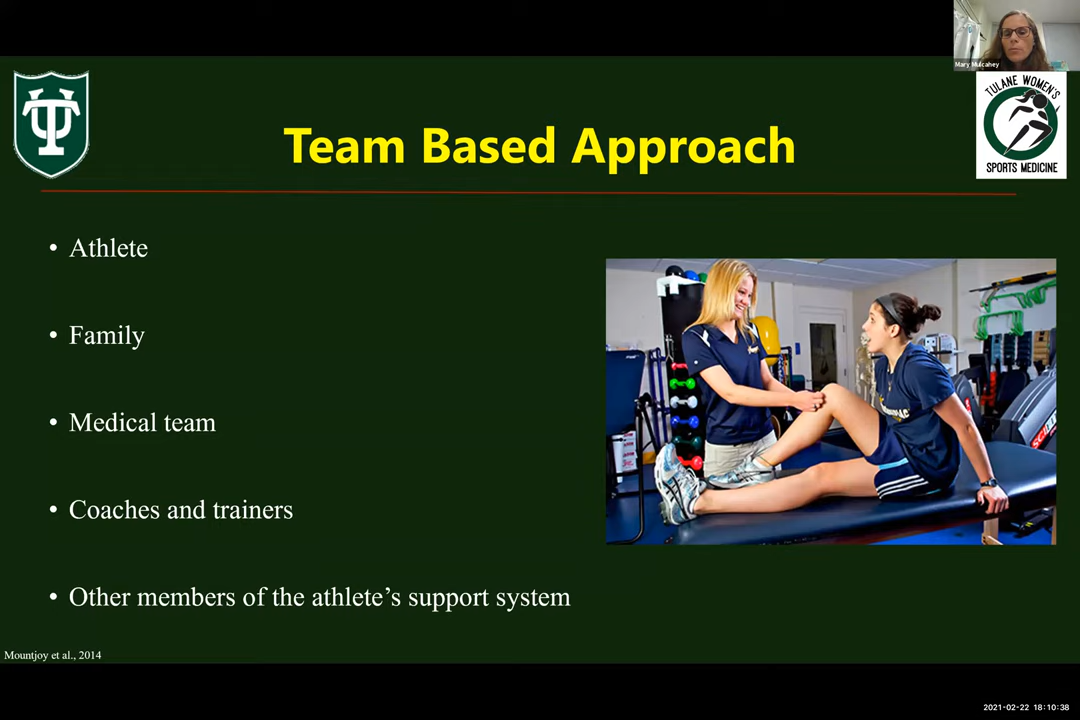 Mary Mulcahey
TULANE WOMEN'S
SPORTS MEDICINE
Team Based Approach
• Athlete
• Family
• Medical team
• Coaches and trainers
• Other members of the athlete’s support system
Mountjoy et al., 2014
2021-02-22 18:10:38